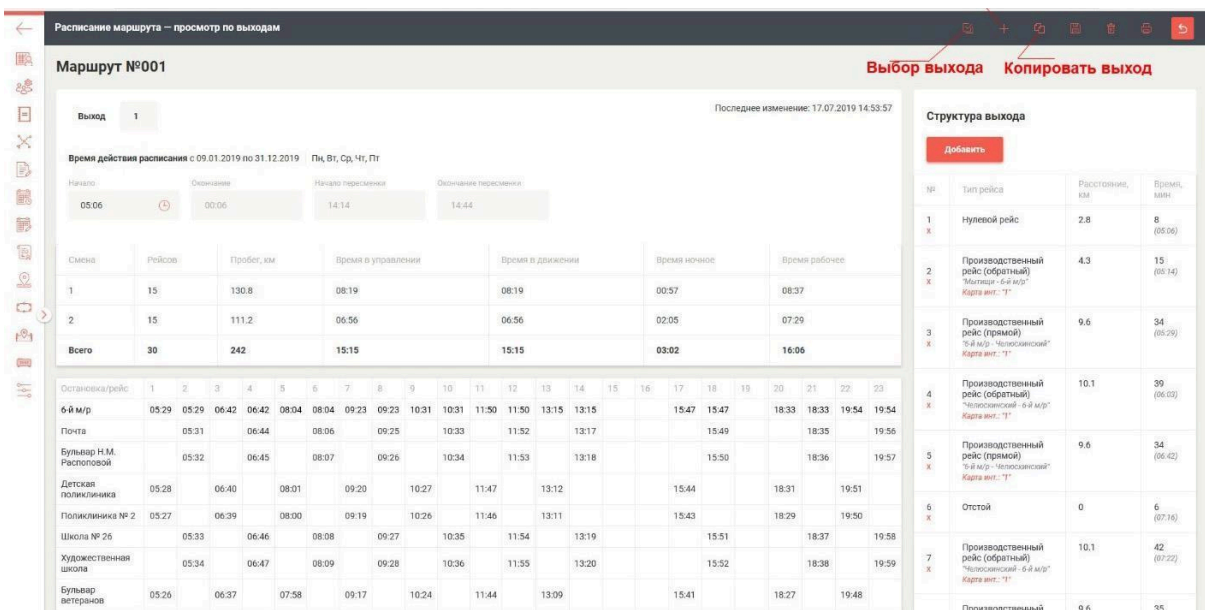 Расписание маршрута — просмотр по выходам
Выбор выхода Копировать выход
Маршрут №001
Выход 1
Последнее изменение: 17.07.2019 14:53:57
Время действия расписания с 09.01.2019 по 31.12.2019 Пн, Вт, Ср, Чт, Пт
Начало Окончание Начало пересменки Окончание пересменки
05:06 00:06 14:14 14:44
Смена Рейсов Пробег, км Время в управлении Время в движении Время ночное Время рабочее
1 15 130.8 08:19 08:19 00:57 08:37
2 15 111.2 06:56 06:56 02:05 07:29
Всего 30 242 15:15 15:15 03:02 16:06
Остановка/рейс 1 2 3 4 5 6 7 8 9 10 11 12 13 14 15 16 17 18 19 20 21 22 23
6-й м/р 05:29 05:29 06:42 06:42 08:04 08:04 09:23 09:23 10:31 10:31 11:50 11:50 13:15 13:15 15:47 15:47 18:33 18:33 19:54 19:54
Почта 05:31 06:44 08:06 09:25 10:33 11:52 13:17 15:49 18:35 19:56
Бульвар Н.М.
Распоповой 05:32 06:45 08:07 09:26 10:34 11:53 13:18 15:50 18:36 19:57
Детская
поликлиника 05:28 06:40 08:01 09:20 10:27 11:47 13:12 15:44 18:31 19:51
Поликлиника № 2 05:27 06:39 08:00 09:19 10:26 11:46 13:11 15:43 18:29 19:50
Школа № 26 05:33 06:46 08:08 09:27 10:35 11:54 13:19 15:51 18:37 19:58
Художественная
школа 05:34 06:47 08:09 09:28 10:36 11:55 13:20 15:52 18:38 19:59
Бульвар
ветеранов 05:26 06:37 07:58 09:17 10:24 11:44 13:09 15:41 18:27 19:48
Структура выхода
Добавить
№ Тип рейса Расстояние, км Время, мин.
1 Нулевой рейс 2.8 8
x (05:06)
Производственный 4.3 15
2 рейс (обратный) (05:14)
x "Мытищи - 6-й м/р"
Карта инт.: "1"
Производственный 9.6 34
3 рейс (прямой) (05:29)
x "6-й м/р - Челюскинский"
Карта инт.: "1"
Производственный 10.1 39
4 рейс (обратный) (06:03)
x "Челюскинский - 6-й м/р"
Карта инт.: "1"
Производственный 9.6 34
5 рейс (прямой) (06:42)
x "6-й м/р - Челюскинский"
Карта инт.: "1"
6 Отстой 0 6
x (07:16)
Производственный 10.1 42
7 рейс (обратный) (07:22)
x "Челюскинский - 6-й м/р"
Карта инт.: "1"
Производственный 9.6 35